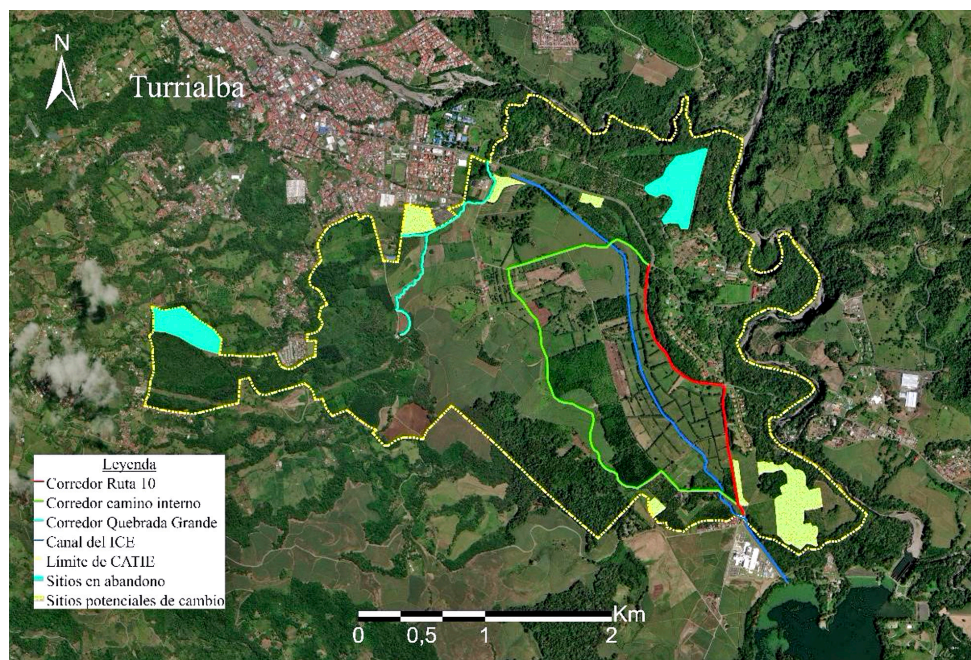 N
Turrialba
Leyenda
Corredor Ruta 10
Corredor camino interno
Corredor Quebrada Grande
Canal del ICE
Límite de CATIE
Sitios en abandono
Sitios potenciales de cambio
Km
0 0,5 1 2